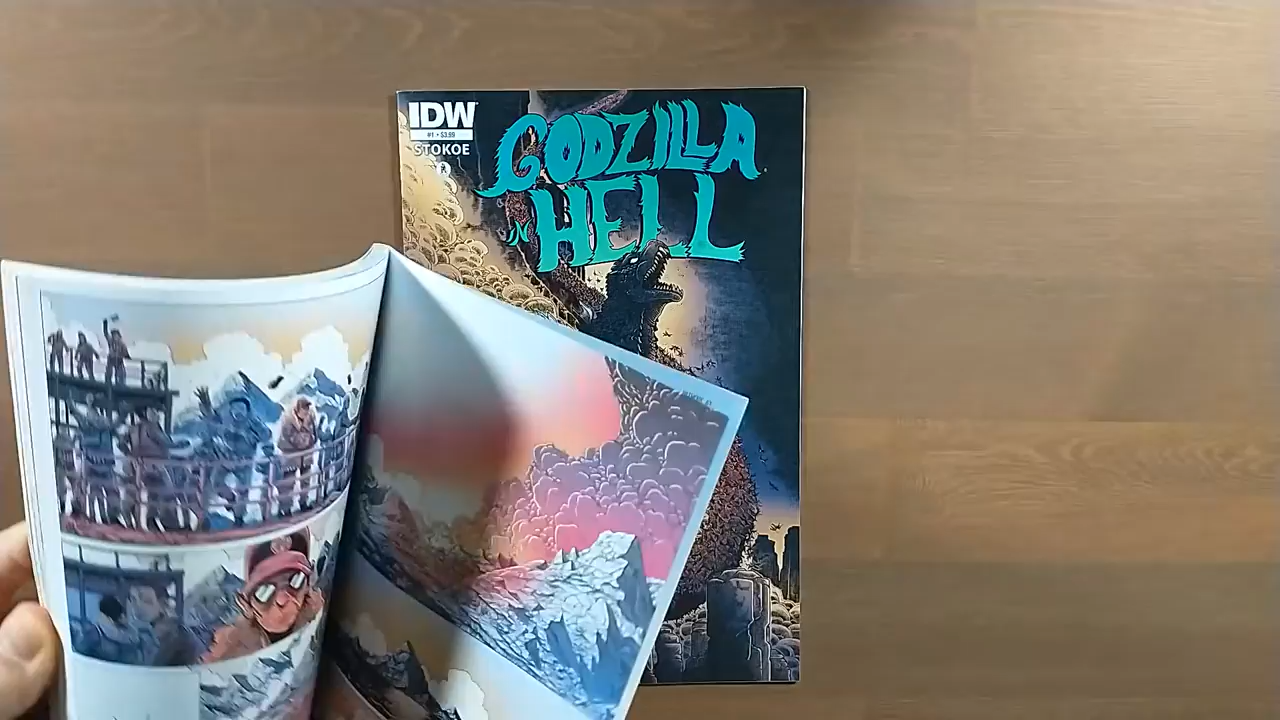 IDW
#1 • $3.99
STOKOE
GODZILLA
IN
HELL